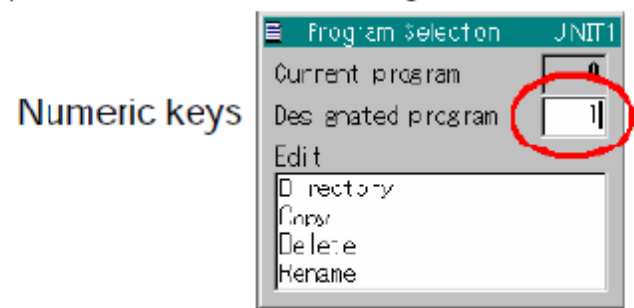 Program Selection UNIT1
Current program 0
Numeric keys
Designated program 1
Edit
Directory
Copy
Delete
Rename